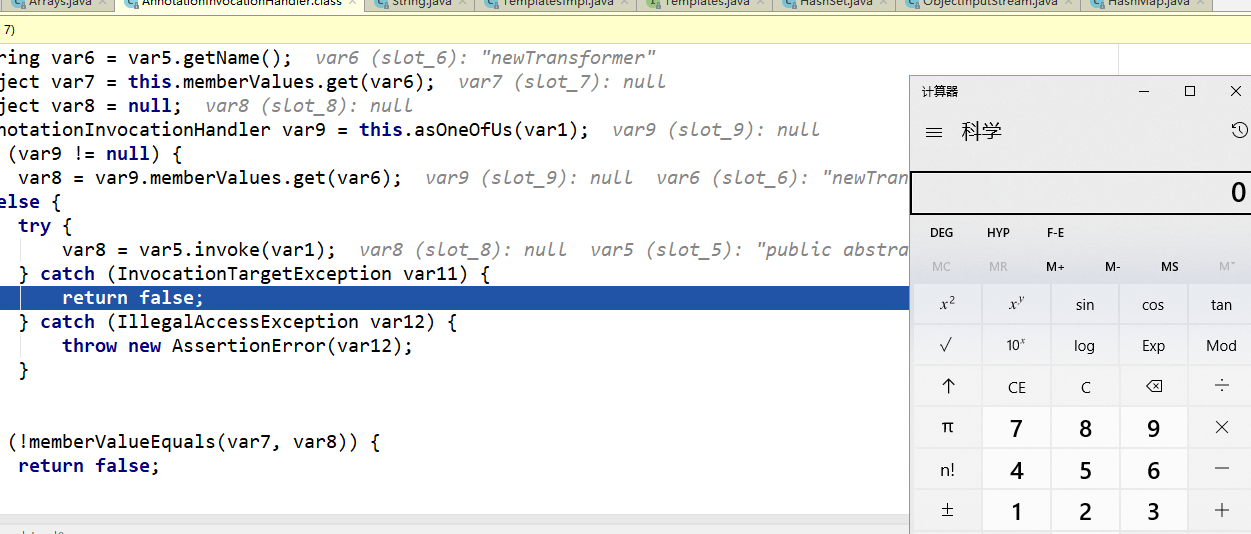 Arrays.java AnnotationInvocationHandler.class String.java TemplatesImpl.java Templates.java HashSet.java ObjectInputStream.java HashMap.java
7)
ring var6 = var5.getName(); var6 (slot_6): "newTransformer"
ject var7 = this.memberValues.get(var6); var7 (slot_7): null
ject var8 = null; var8 (slot_8): null
notationInvocationHandler var9 = this.asOneOfUs(var1); var9 (slot_9): null
(var9 != null) {
var8 = var9.memberValues.get(var6); var9 (slot_9): null var6 (slot_6): "newTran
else {
try {
var8 = var5.invoke(var1); var8 (slot_8): null var5 (slot_5): "public abstra
} catch (InvocationTargetException var11) {
return false;
} catch (IllegalAccessException var12) {
throw new AssertionError(var12);
}
(!memberValueEquals(var7, var8)) {
return false;
计算器
科学
0
DEG HYP F-E
MC MR M+ M- MS M˅
x² xʸ sin cos tan
√ 10ˣ log Exp Mod
↑ CE C ⌫ ÷
π 7 8 9 ×
n! 4 5 6 −
± 1 2 3 +